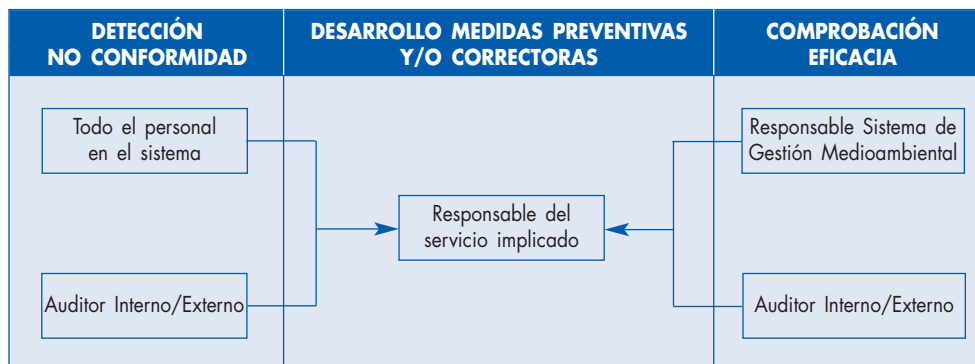 DETECCIÓN
NO CONFORMIDAD
DESARROLLO MEDIDAS PREVENTIVAS
Y/O CORRECTORAS
COMPROBACIÓN
EFICACIA
Todo el personal
en el sistema
Auditor Interno/Externo
Responsable del
servicio implicado
Responsable Sistema de
Gestión Medioambiental
Auditor Interno/Externo